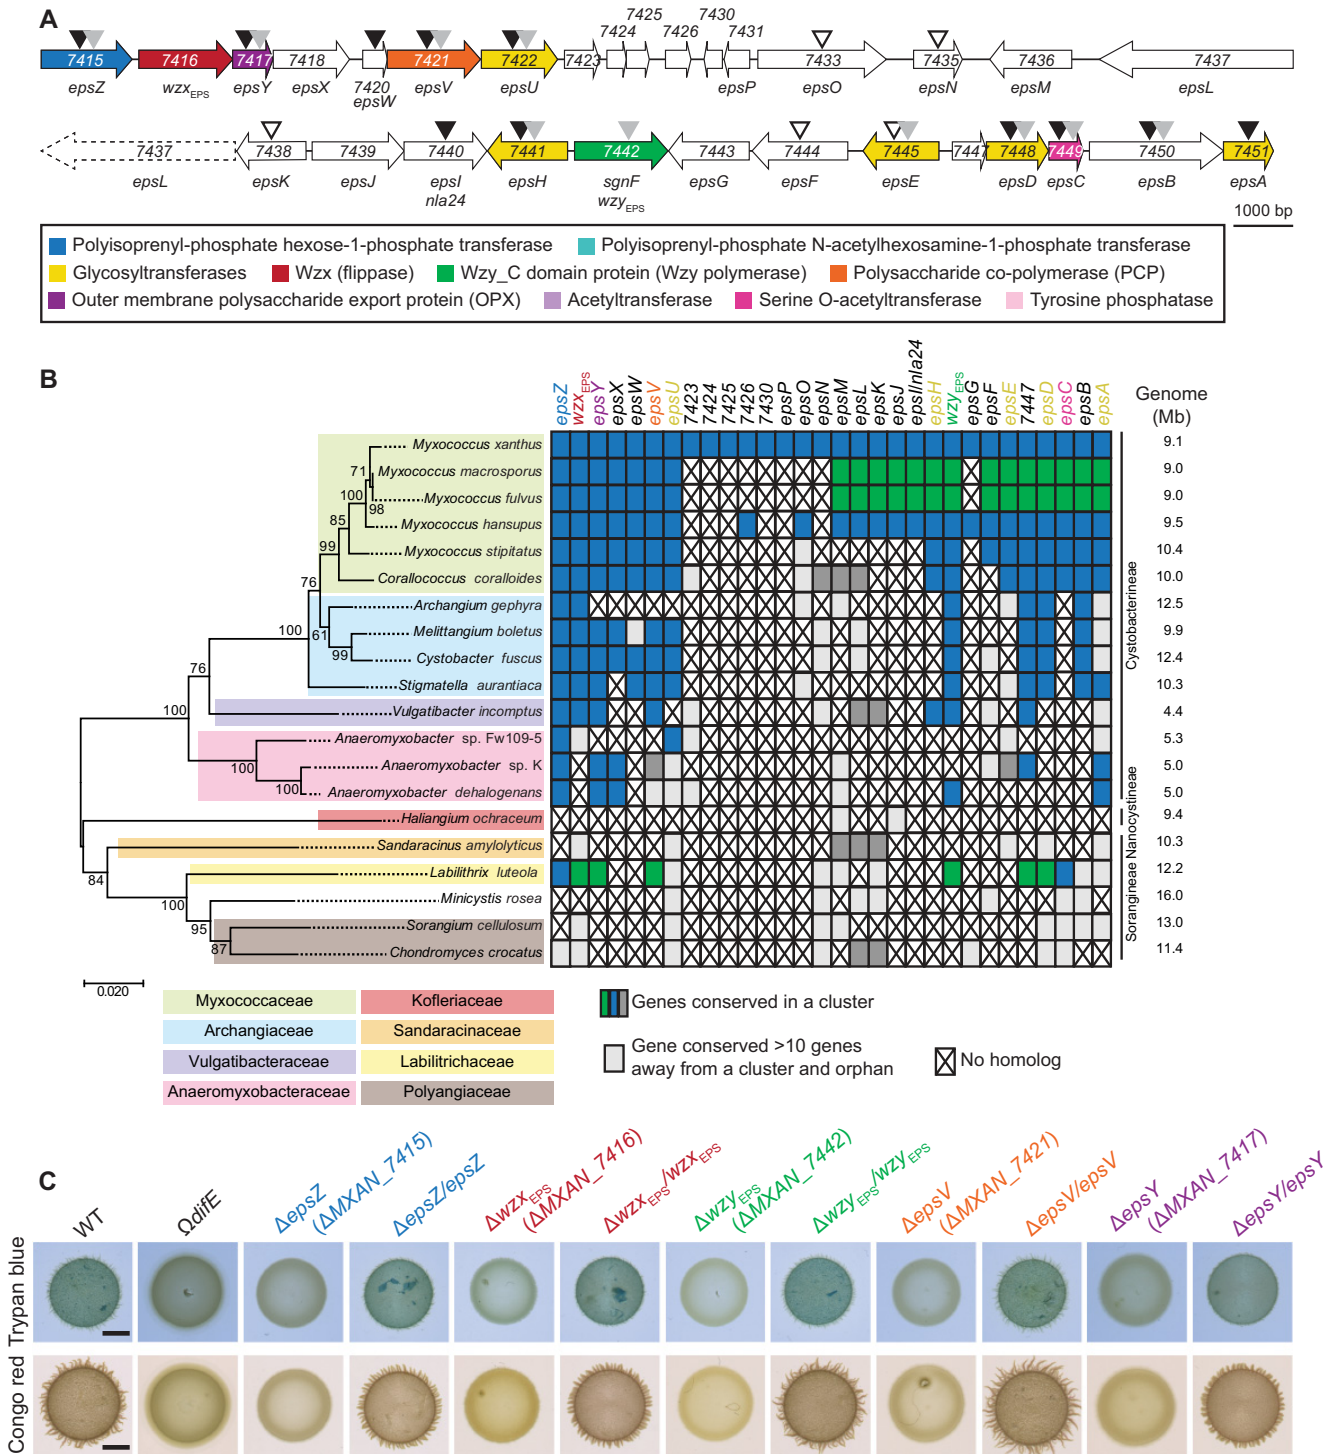 A
7425 7430
7424 7426 7431
7415 7416 7417 7418 7421 7422 7423 7433 7435 7436 7437
epsZ wzxEPS epsY epsX 7420 epsV epsU epsP epsO epsN epsM epsL
epsW
7437 7438 7439 7440 7441 7442 7443 7444 7445 7447 7448 7449 7450 7451
epsL epsK epsJ epsI epsH sgnF epsG epsF epsE epsD epsC epsB epsA
nla24 wzyEPS
1000 bp
Polyisoprenyl-phosphate hexose-1-phosphate transferase Polyisoprenyl-phosphate N-acetylhexosamine-1-phosphate transferase
Glycosyltransferases Wzx (flippase) Wzy_C domain protein (Wzy polymerase) Polysaccharide co-polymerase (PCP)
Outer membrane polysaccharide export protein (OPX) Acetyltransferase Serine O-acetyltransferase Tyrosine phosphatase
B
epsZ wzxEPS epsY epsX epsW epsV epsU 7423 7424 7425 7426 7430 epsP epsO epsN epsM epsL epsK epsJ epsI/nla24 epsH wzyEPS epsG epsF epsE 7447 epsD epsC epsB epsA
Genome
(Mb)
Myxococcus xanthus 9.1
71 Myxococcus macrosporus 9.0
100 98 Myxococcus fulvus 9.0
85 Myxococcus hansupus 9.5
99 Myxococcus stipitatus 10.4
76 Corallococcus coralloides 10.0
Archangium gephyra 12.5
100 61 Melittangium boletus 9.9
99 Cystobacter fuscus 12.4
76 Stigmatella aurantiaca 10.3
100 Vulgatibacter incomptus 4.4
Anaeromyxobacter sp. Fw109-5 5.3
100 Anaeromyxobacter sp. K 5.0
100 Anaeromyxobacter dehalogenans 5.0
Haliangium ochraceum 9.4
Sandaracinus amylolyticus 10.3
84 Labilithrix luteola 12.2
100 Minicystis rosea 16.0
95 Sorangium cellulosum 13.0
87 Chondromyces crocatus 11.4
Cystobacterineae
Nanocystineae
Sorangineae
0.020
Myxococcaceae Kofleriaceae
Archangiaceae Sandaracinaceae
Vulgatibacteraceae Labilitrichaceae
Anaeromyxobacteraceae Polyangiaceae
Genes conserved in a cluster
Gene conserved >10 genes
away from a cluster and orphan
No homolog
C
WT
ΩdifE
ΔepsZ
(ΔMXAN_7415)
ΔepsZ/epsZ
ΔwzxEPS
(ΔMXAN_7416)
ΔwzxEPS/wzxEPS
ΔwzyEPS
(ΔMXAN_7442)
ΔwzyEPS/wzyEPS
ΔepsV
(ΔMXAN_7421)
ΔepsV/epsV
ΔepsY
(ΔMXAN_7417)
ΔepsY/epsY
Trypan blue
Congo red